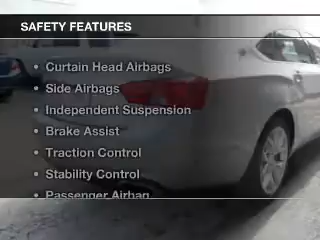 SAFETY FEATURES
• Curtain Head Airbags
• Side Airbags
• Independent Suspension
• Brake Assist
• Traction Control
• Stability Control
• Passenger Airbag